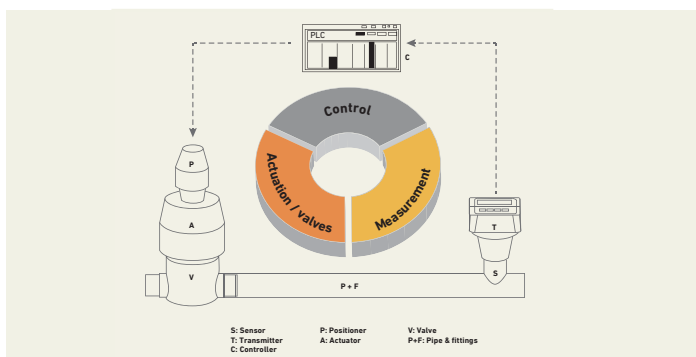 PLC
C
Control
P
Actuation / valves
Measurement
A
T
V
S
P + F
S: Sensor P: Positioner V: Valve
T: Transmitter A: Actuator P+F: Pipe & fittings
C: Controller